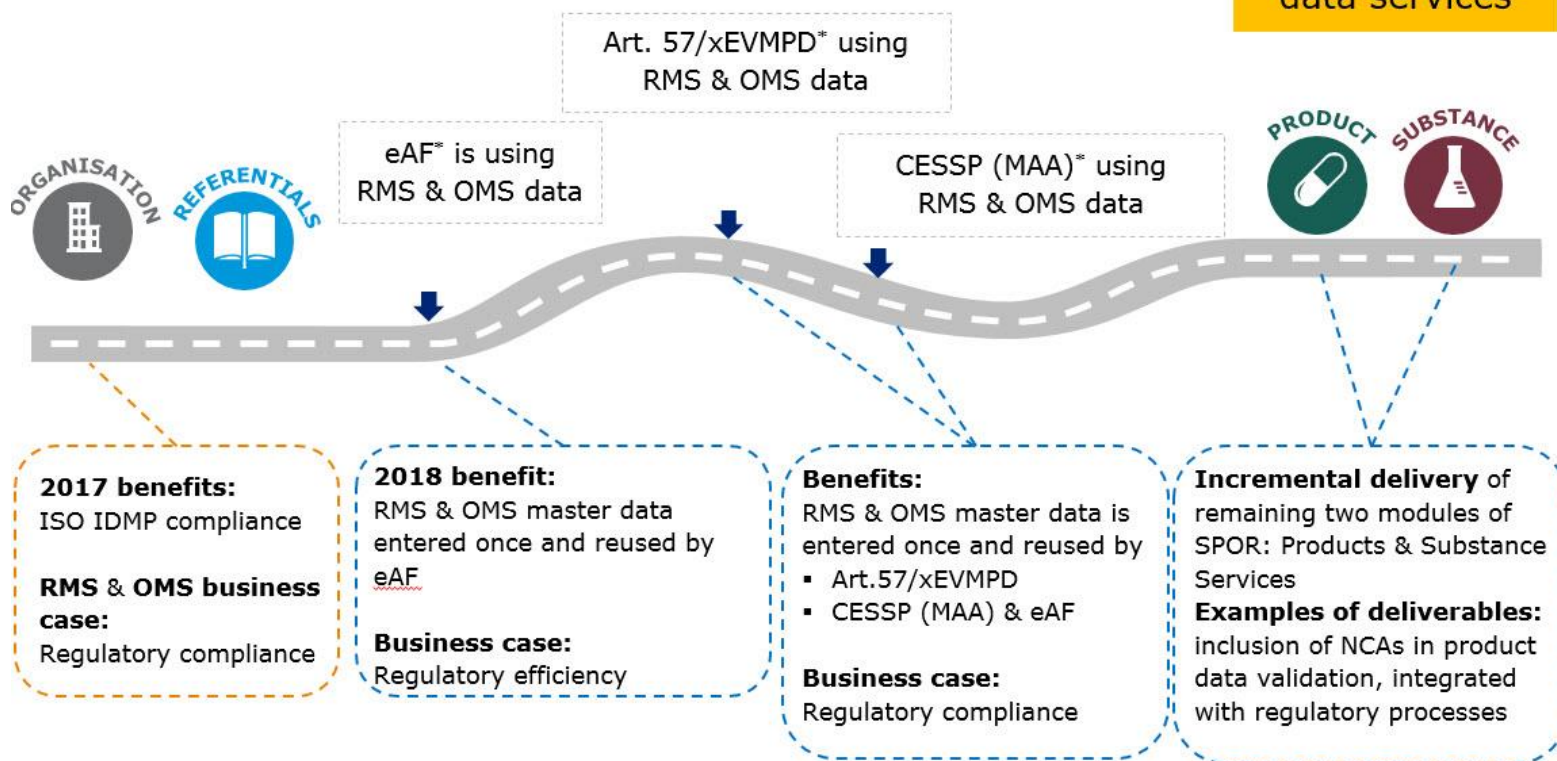 data services
Art. 57/xEVMPD* using
RMS & OMS data
eAF* is using
RMS & OMS data
CESSP (MAA)* using
RMS & OMS data
ORGANISATION
REFERENTIALS
PRODUCT
SUBSTANCE
2017 benefits:
ISO IDMP compliance
RMS & OMS business
case:
Regulatory compliance
2018 benefit:
RMS & OMS master data
entered once and reused by
eAF
Business case:
Regulatory efficiency
Benefits:
RMS & OMS master data is
entered once and reused by
▪ Art.57/xEVMPD
▪ CESSP (MAA) & eAF
Business case:
Regulatory compliance
Incremental delivery of
remaining two modules of
SPOR: Products & Substance
Services
Examples of deliverables:
inclusion of NCAs in product
data validation, integrated
with regulatory processes